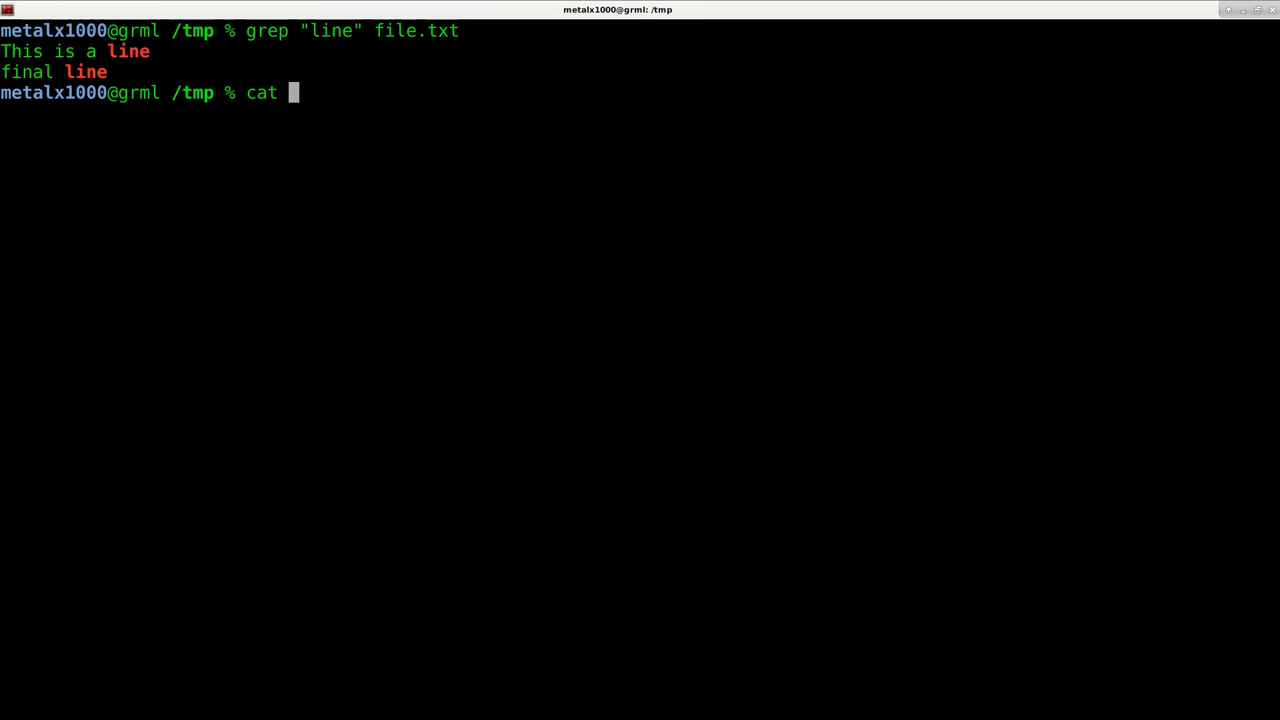 metalx1000@grml: /tmp
metalx1000@grml /tmp % grep "line" file.txt
This is a line
final line
metalx1000@grml /tmp % cat